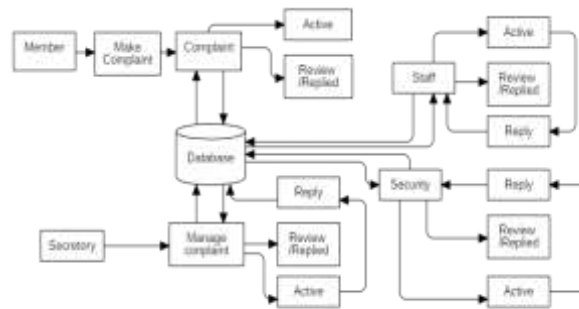 Member
Make
Complaint
Complaint
Active
Review
/Replied
Staff
Active
Review
/Replied
Reply
Database
Security
Reply
Review
/Replied
Active
Reply
Secretory
Manage
complaint
Review
/Replied
Active